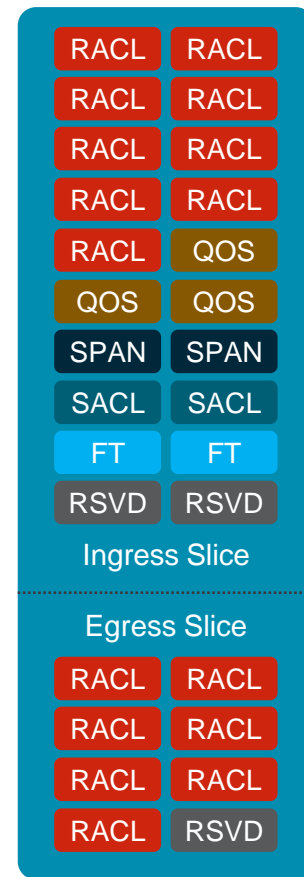 RACL RACL
RACL RACL
RACL RACL
RACL RACL
RACL QOS
QOS QOS
SPAN SPAN
SACL SACL
FT FT
RSVD RSVD
Ingress Slice
Egress Slice
RACL RACL
RACL RACL
RACL RACL
RACL RSVD